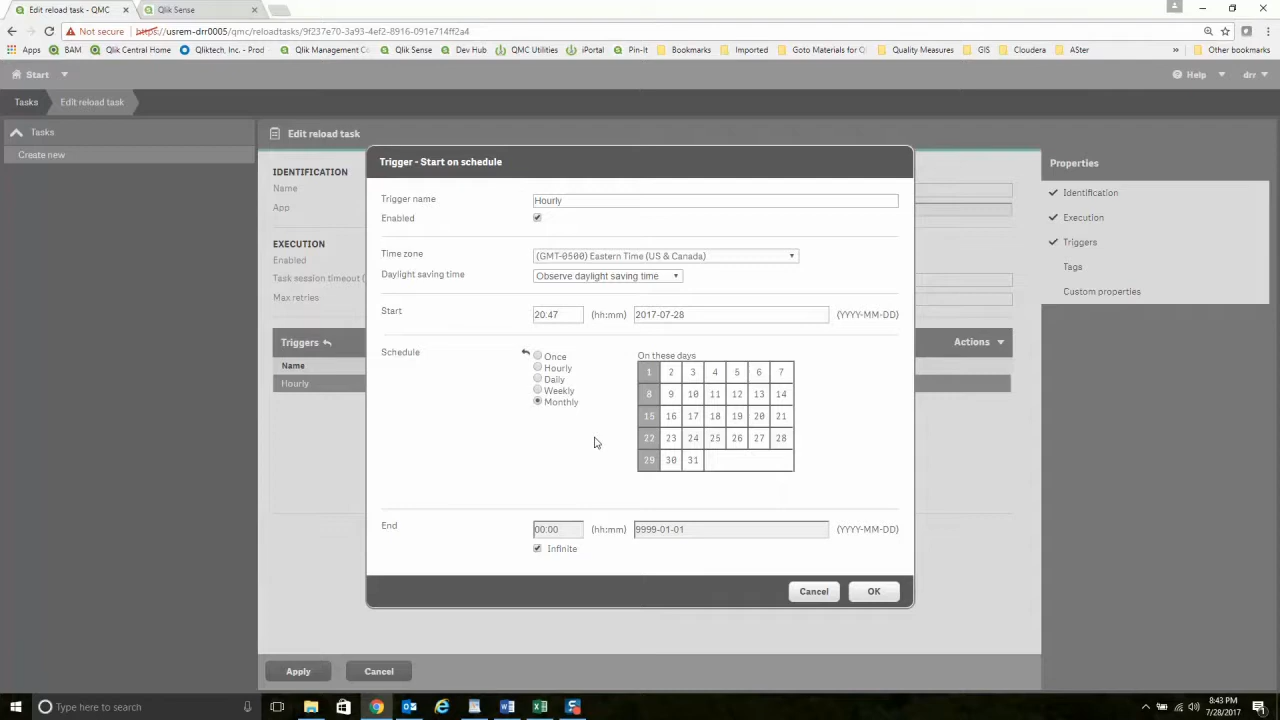 Edit reload task - QMC
Qlik Sense
Not secure
https://usrem-drr0005/qmc/reloadtasks/9f237e70-3a93-4ef2-8916-091e714ff2a4
Apps
BAM
Qlik Central Home
Qliktech, Inc. - Prod
Qlik Management C
Qlik Sense
Dev Hub
QMC Utilities
iPortal
Pin-It
Bookmarks
Imported
Goto Materials for Q
Quality Measures
GIS
Cloudera
ASter
»
Other bookmarks
Start
Help
drr
Tasks
Edit reload task
Tasks
Create new
Edit reload task
IDENTIFICATION
Name
App
EXECUTION
Enabled
Task session timeout (
Max retries
Triggers
Actions
Name
Hourly
Properties
Identification
Execution
Triggers
Tags
Custom properties
Trigger - Start on schedule
Trigger name
Hourly
Enabled
Time zone
(GMT-0500) Eastern Time (US & Canada)
Daylight saving time
Observe daylight saving time
Start
20:47 (hh:mm) 2017-07-28 (YYYY-MM-DD)
Schedule
Once
Hourly
Daily
Weekly
Monthly
On these days
1 2 3 4 5 6 7
8 9 10 11 12 13 14
15 16 17 18 19 20 21
22 23 24 25 26 27 28
29 30 31
End
00:00 (hh:mm) 9999-01-01 (YYYY-MM-DD)
Infinite
Cancel
OK
Apply
Cancel
Type here to search
8:43 PM
7/28/2017